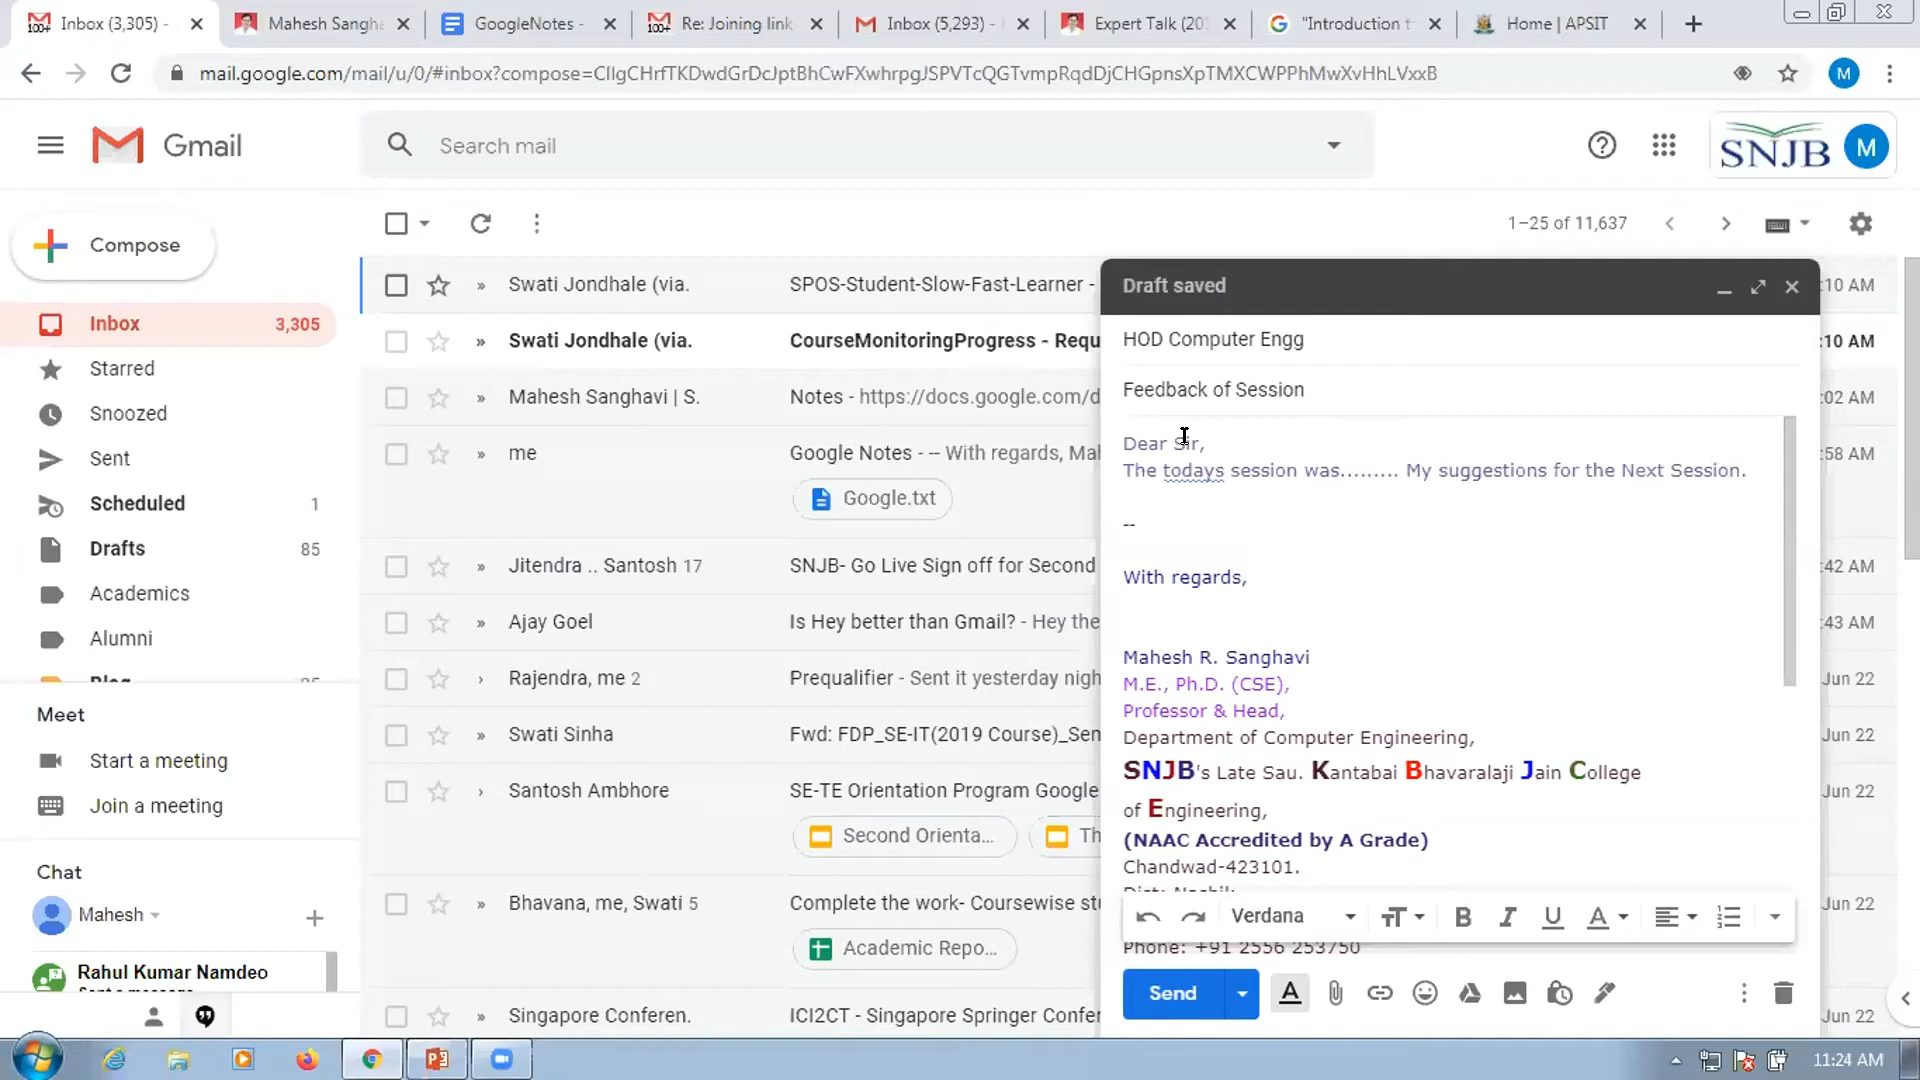 Inbox (3,305) -
Mahesh Sangha
GoogleNotes -
Re: Joining link
Inbox (5,293) -
Expert Talk (201
"Introduction t
Home | APSIT
mail.google.com/mail/u/0/#inbox?compose=CllgCHrfTKDwdGrDcJptBhCwFXwhrpgJSPVTcQGTvmpRqdDjCHGpnsXpTMXCWPPhMwXvHhLVxxB
M
Gmail
Search mail
SNJB
M
Compose
1–25 of 11,637
Inbox 3,305
Starred
Snoozed
Sent
Scheduled 1
Drafts 85
Academics
Alumni
Meet
Start a meeting
Join a meeting
Chat
Mahesh
Rahul Kumar Namdeo
Swati Jondhale (via. SPOS-Student-Slow-Fast-Learner - :10 AM
Swati Jondhale (via. CourseMonitoringProgress - Requ :10 AM
Mahesh Sanghavi | S. Notes - https://docs.google.com/d :02 AM
me Google Notes - -- With regards, Mah :58 AM
Google.txt
Jitendra .. Santosh 17 SNJB- Go Live Sign off for Second :42 AM
Ajay Goel Is Hey better than Gmail? - Hey the :43 AM
Rajendra, me 2 Prequalifier - Sent it yesterday nigh Jun 22
Swati Sinha Fwd: FDP_SE-IT(2019 Course)_Sem Jun 22
Santosh Ambhore SE-TE Orientation Program Google Jun 22
Second Orienta... Th
Bhavana, me, Swati 5 Complete the work- Coursewise stu Jun 22
Academic Repo...
Singapore Conferen. ICI2CT - Singapore Springer Confer Jun 22
Draft saved
HOD Computer Engg
Feedback of Session
Dear Sir,
The todays session was......... My suggestions for the Next Session.
--
With regards,
Mahesh R. Sanghavi
M.E., Ph.D. (CSE),
Professor & Head,
Department of Computer Engineering,
SNJB's Late Sau. Kantabai Bhavaralaji Jain College
of Engineering,
(NAAC Accredited by A Grade)
Chandwad-423101.
Verdana
Phone: +91 2556 253750
Send
11:24 AM